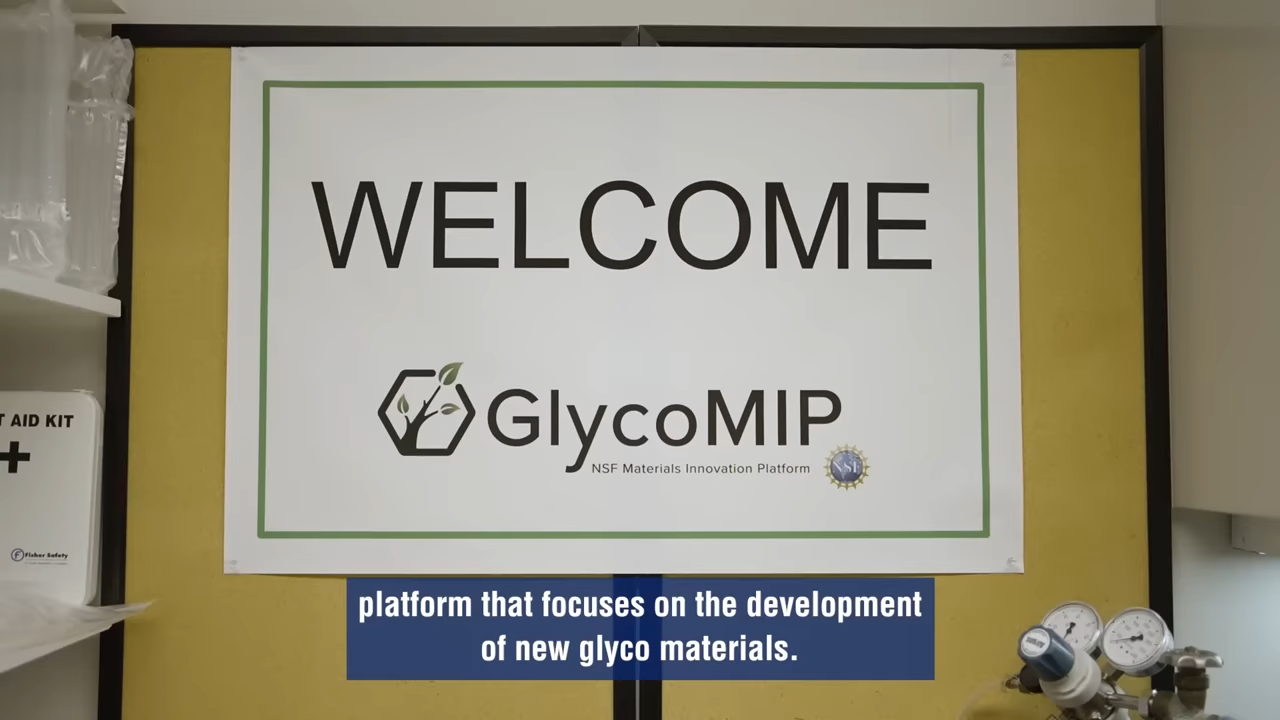 WELCOME
GlycoMIP
NSF Materials Innovation Platform
NSF
T AID KIT
Fisher Safety
platform that focuses on the development
of new glyco materials.